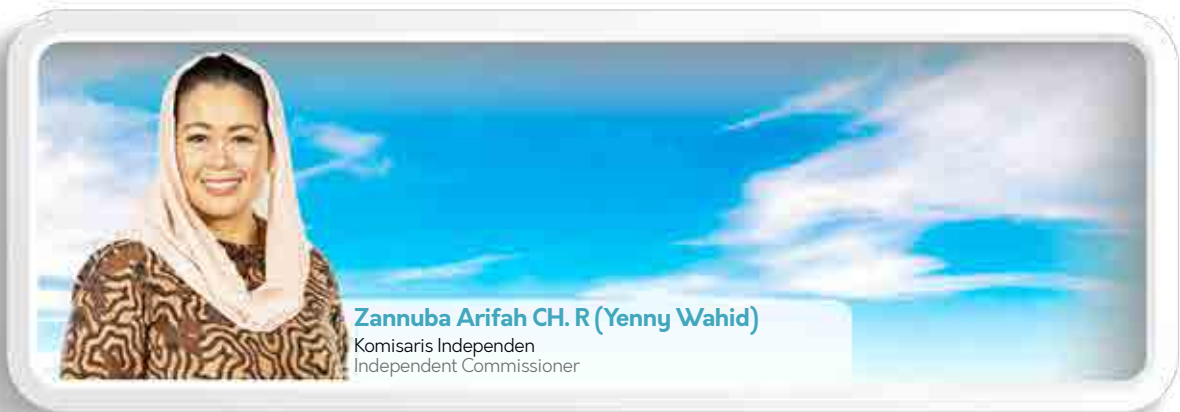 Zannuba Arifah CH. R (Yenny Wahid)
Komisaris Independen
Independent Commissioner